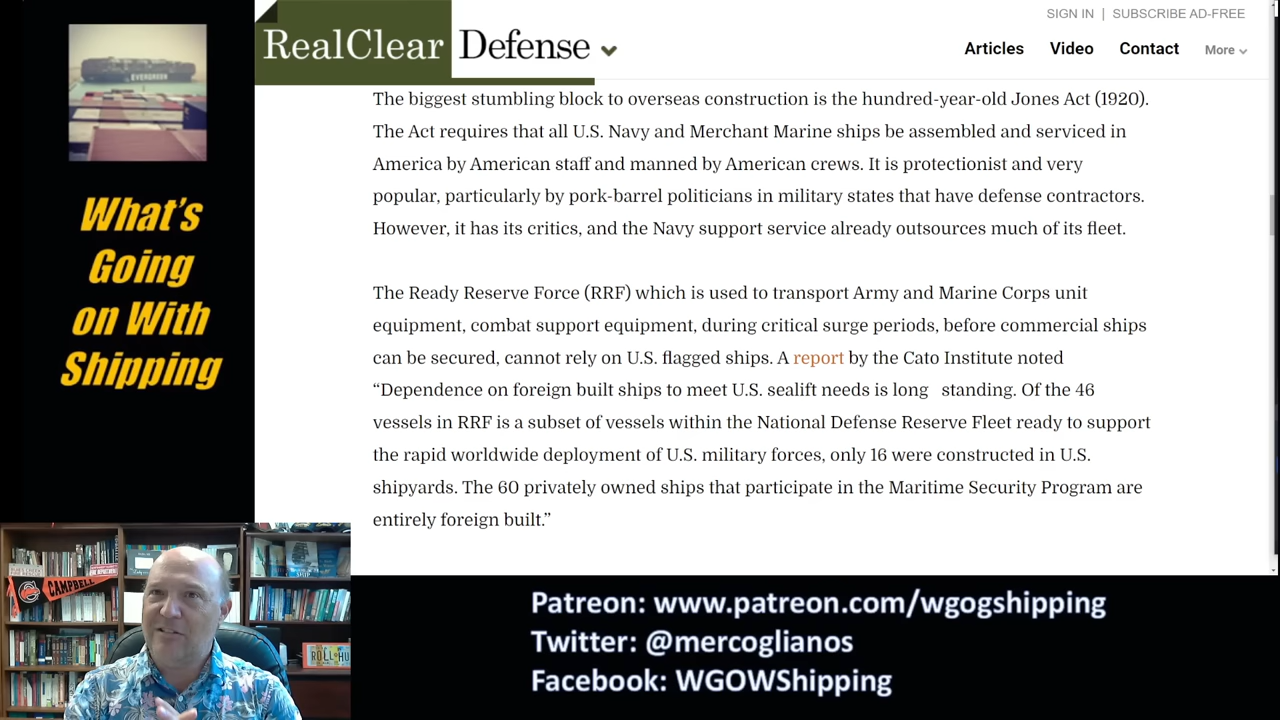 EVERGREEN
What's
Going
on With
Shipping
RealClear Defense
SIGN IN | SUBSCRIBE AD-FREE
Articles Video Contact More
The biggest stumbling block to overseas construction is the hundred-year-old Jones Act (1920).
The Act requires that all U.S. Navy and Merchant Marine ships be assembled and serviced in
America by American staff and manned by American crews. It is protectionist and very
popular, particularly by pork-barrel politicians in military states that have defense contractors.
However, it has its critics, and the Navy support service already outsources much of its fleet.
The Ready Reserve Force (RRF) which is used to transport Army and Marine Corps unit
equipment, combat support equipment, during critical surge periods, before commercial ships
can be secured, cannot rely on U.S. flagged ships. A report by the Cato Institute noted
“Dependence on foreign built ships to meet U.S. sealift needs is long standing. Of the 46
vessels in RRF is a subset of vessels within the National Defense Reserve Fleet ready to support
the rapid worldwide deployment of U.S. military forces, only 16 were constructed in U.S.
shipyards. The 60 privately owned ships that participate in the Maritime Security Program are
entirely foreign built.”
CAMPBELL
SHIP
ROLL
Patreon: www.patreon.com/wgogshipping
Twitter: @mercoglianos
Facebook: WGOWShipping